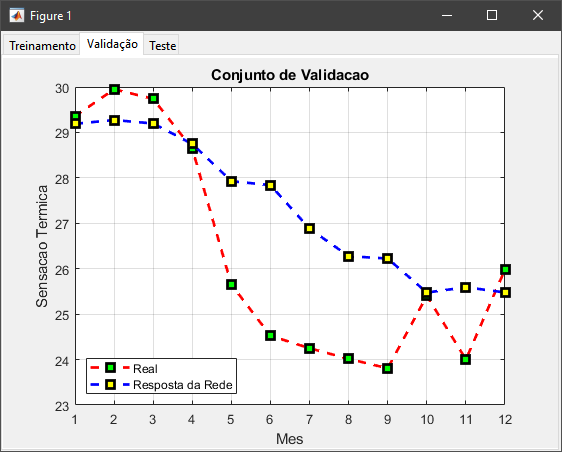 Figure 1
Treinamento Validação Teste
Conjunto de Validacao
Sensacao Termica
30
29
28
27
26
25
24
23
Real
Resposta da Rede
1 2 3 4 5 6 7 8 9 10 11 12
Mes